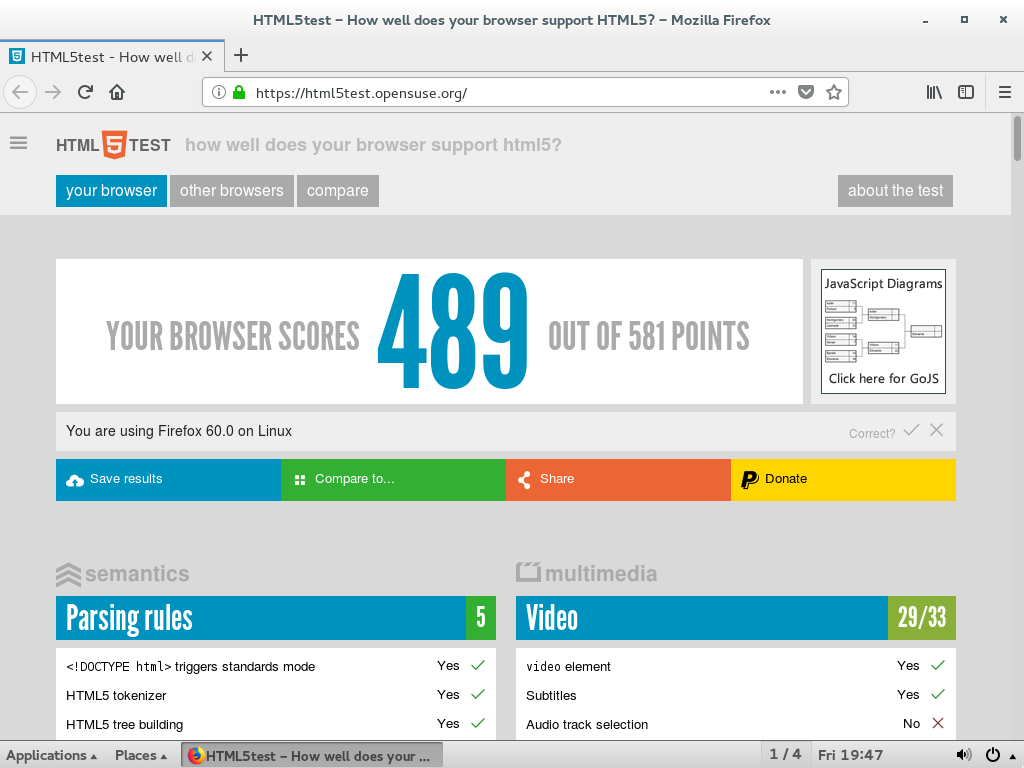 HTML5test – How well does your browser support HTML5? – Mozilla Firefox
HTML5test - How well d
https://html5test.opensuse.org/
HTML 5 TEST how well does your browser support html5?
your browser other browsers compare about the test
YOUR BROWSER SCORES 489 OUT OF 581 POINTS
JavaScript Diagrams
Click here for GoJS
You are using Firefox 60.0 on Linux Correct?
Save results Compare to... Share Donate
semantics
Parsing rules 5
<!DOCTYPE html> triggers standards mode Yes
HTML5 tokenizer Yes
HTML5 tree building Yes
multimedia
Video 29/33
video element Yes
Subtitles Yes
Audio track selection No
Applications Places HTML5test – How well does your ... 1 / 4 Fri 19:47